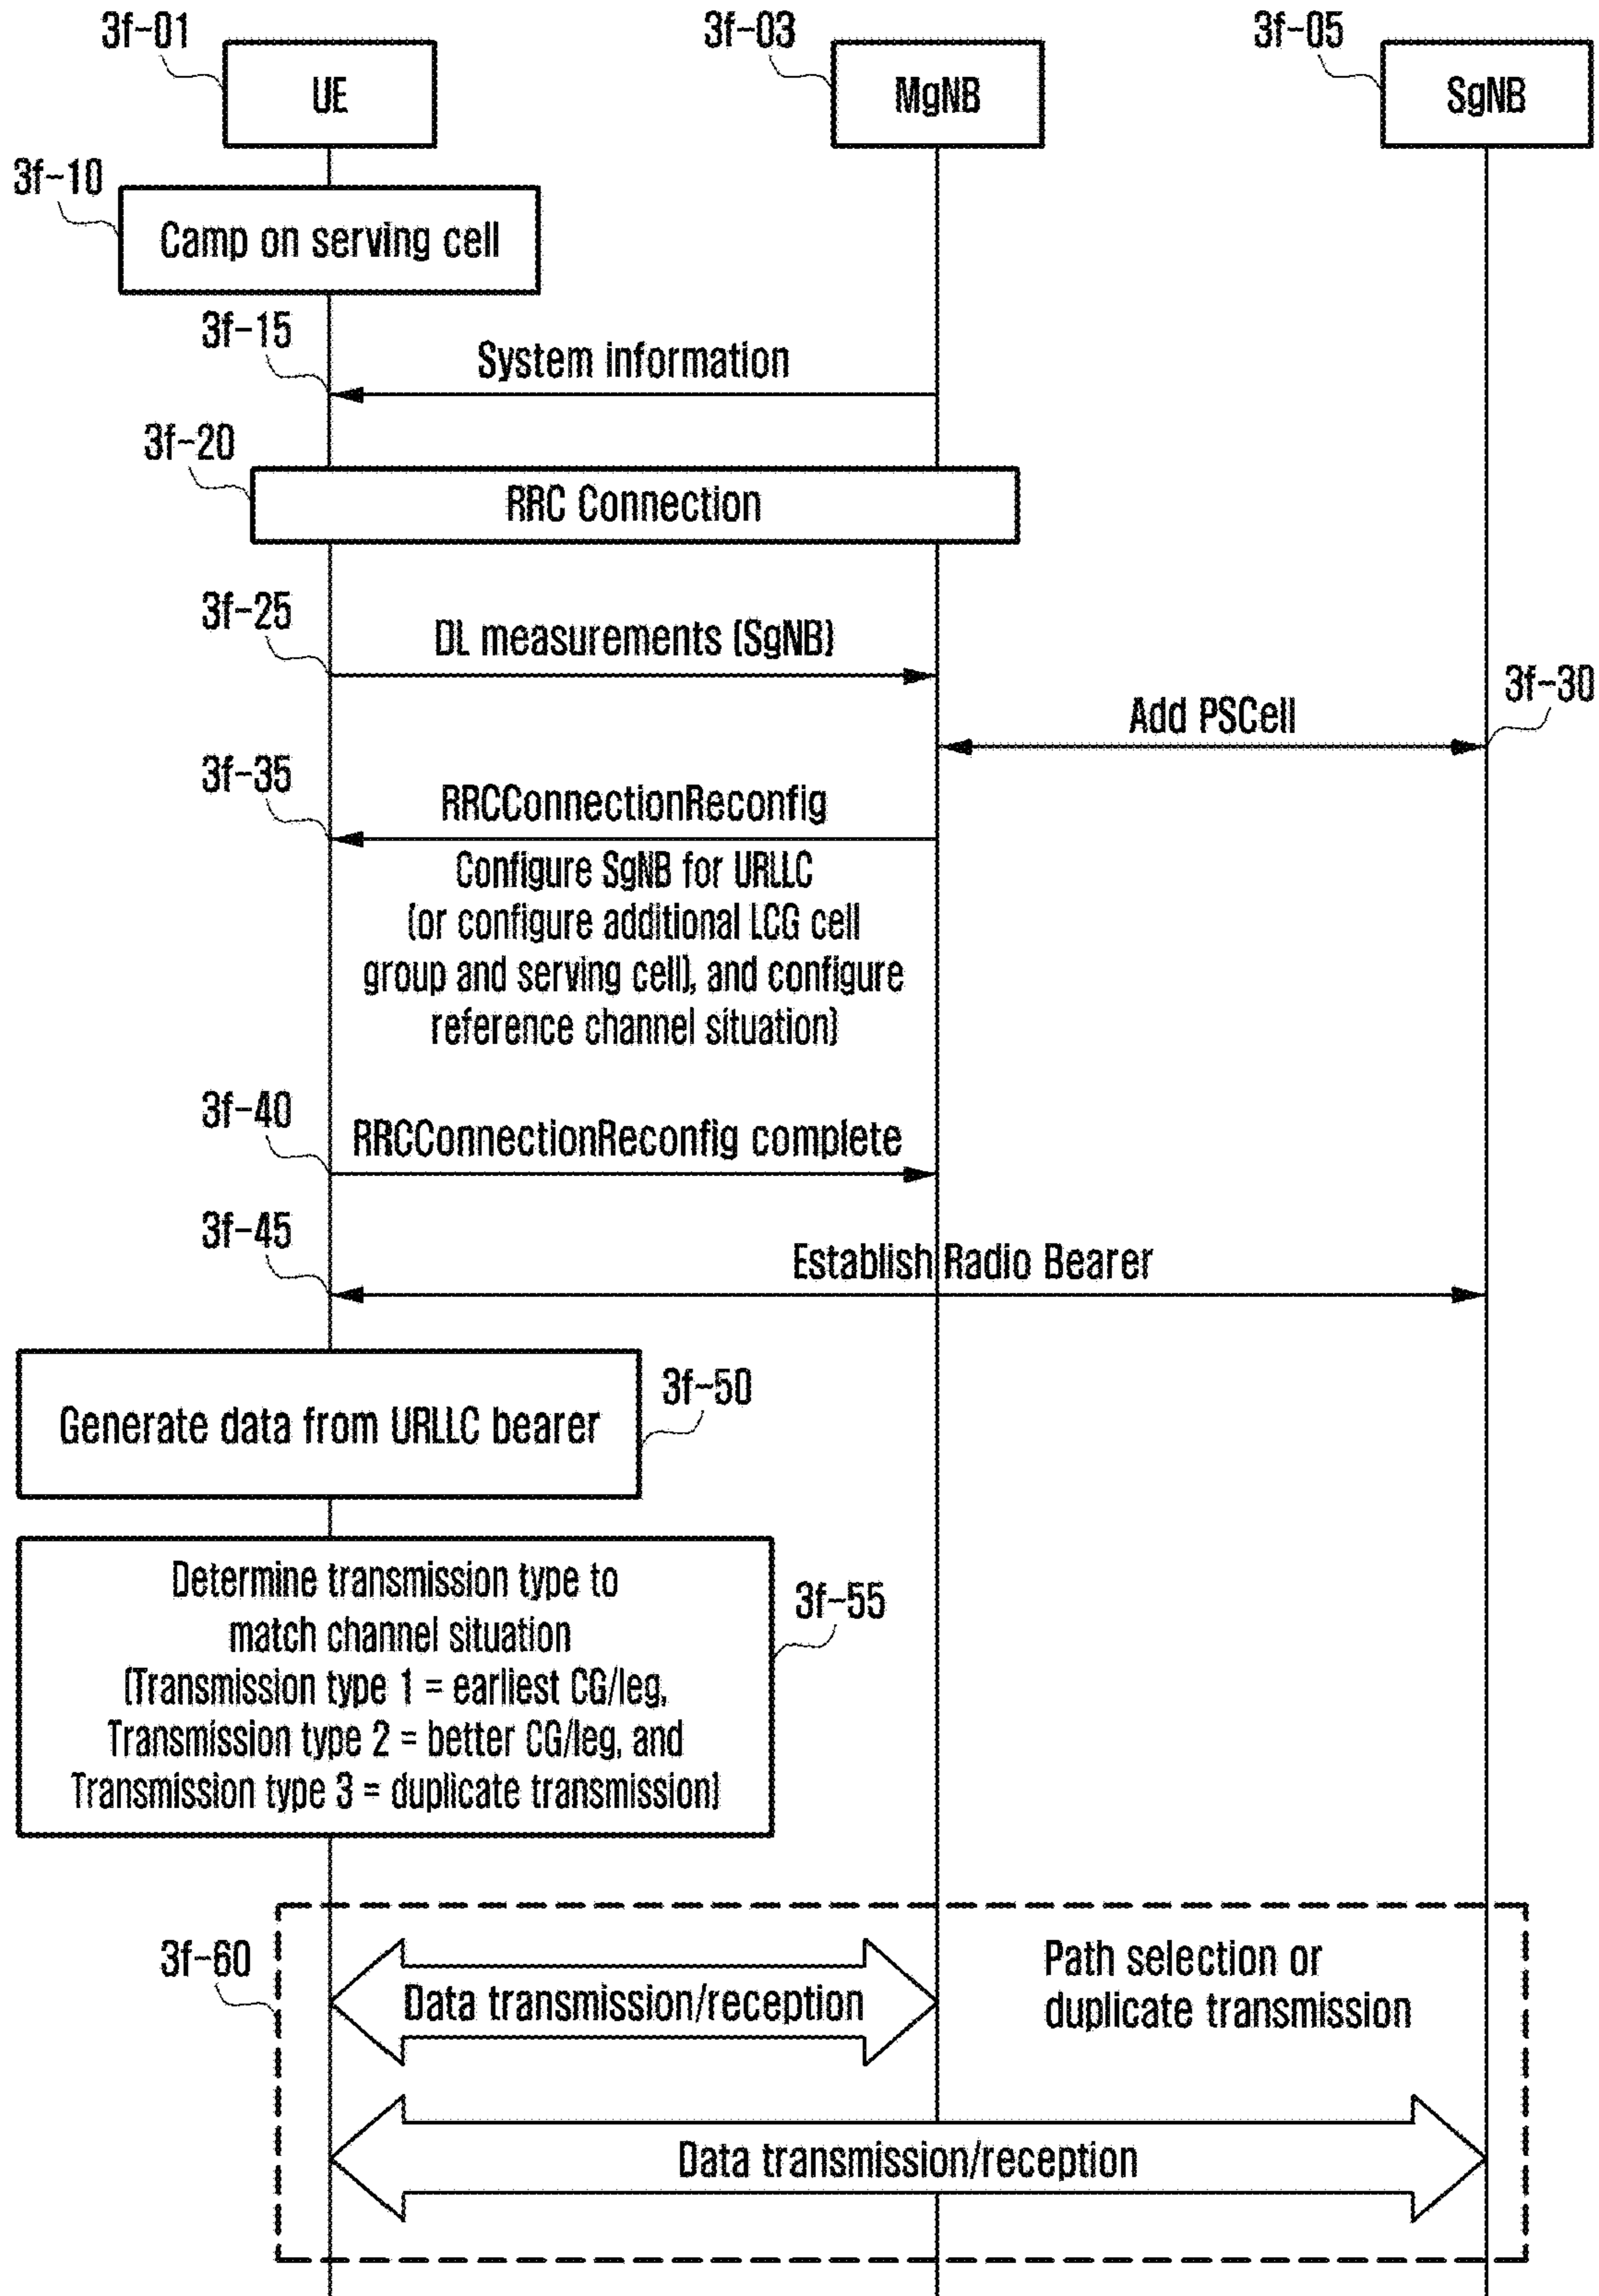 3f-01
3f-03
3f-05
UE
MgNB
SgNB
3f-10
Camp on serving cell
3f-15
System information
3f-20
RRC Connection
3f-25
DL measurements (SgNB)
3f-30
Add PSCell
3f-35
RRCConnectionReconfig
Configure SgNB for URLLC
(or configure additional LCG cell
group and serving cell), and configure
reference channel situation)
3f-40
RRCConnectionReconfig complete
3f-45
Establish Radio Bearer
3f-50
Generate data from URLLC bearer
Determine transmission type to
match channel situation
(Transmission type 1 = earliest CG/leg,
Transmission type 2 = better CG/leg, and
Transmission type 3 = duplicate transmission)
3f-55
3f-60
Data transmission/reception
Path selection or
duplicate transmission
Data transmission/reception